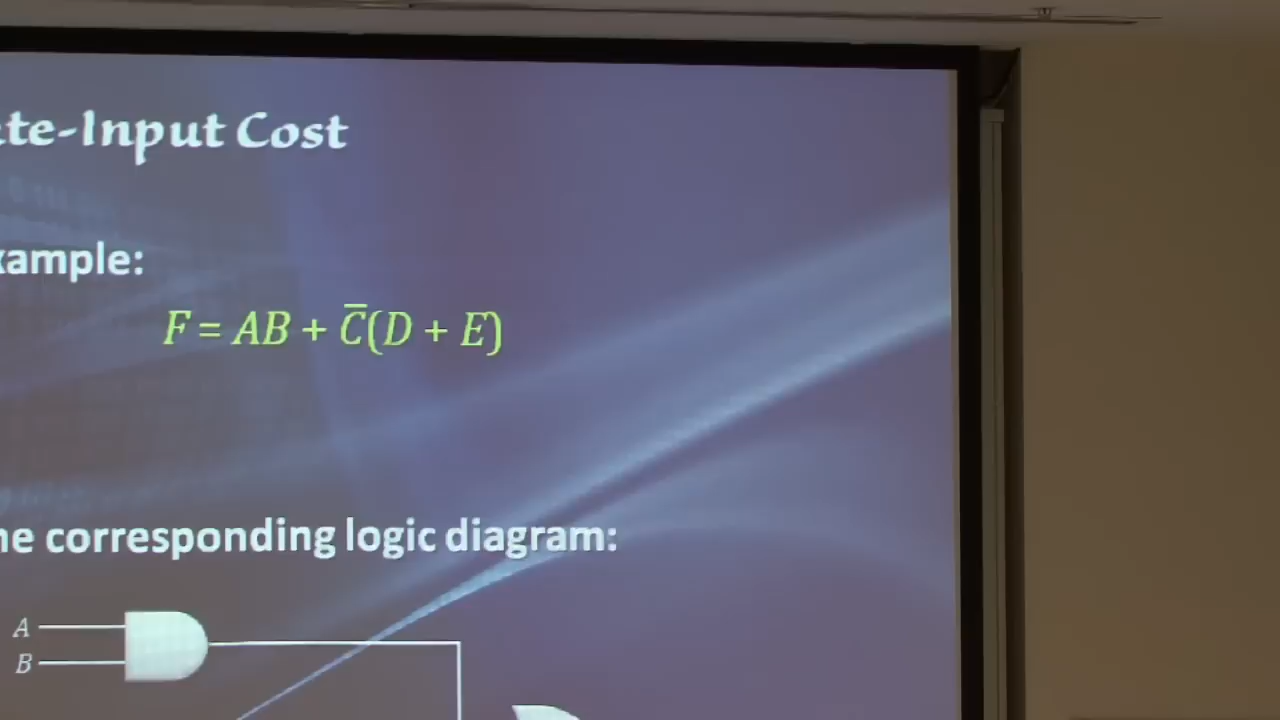 te-Input Cost
xample:
F = AB + C̅(D + E)
he corresponding logic diagram:
A
B